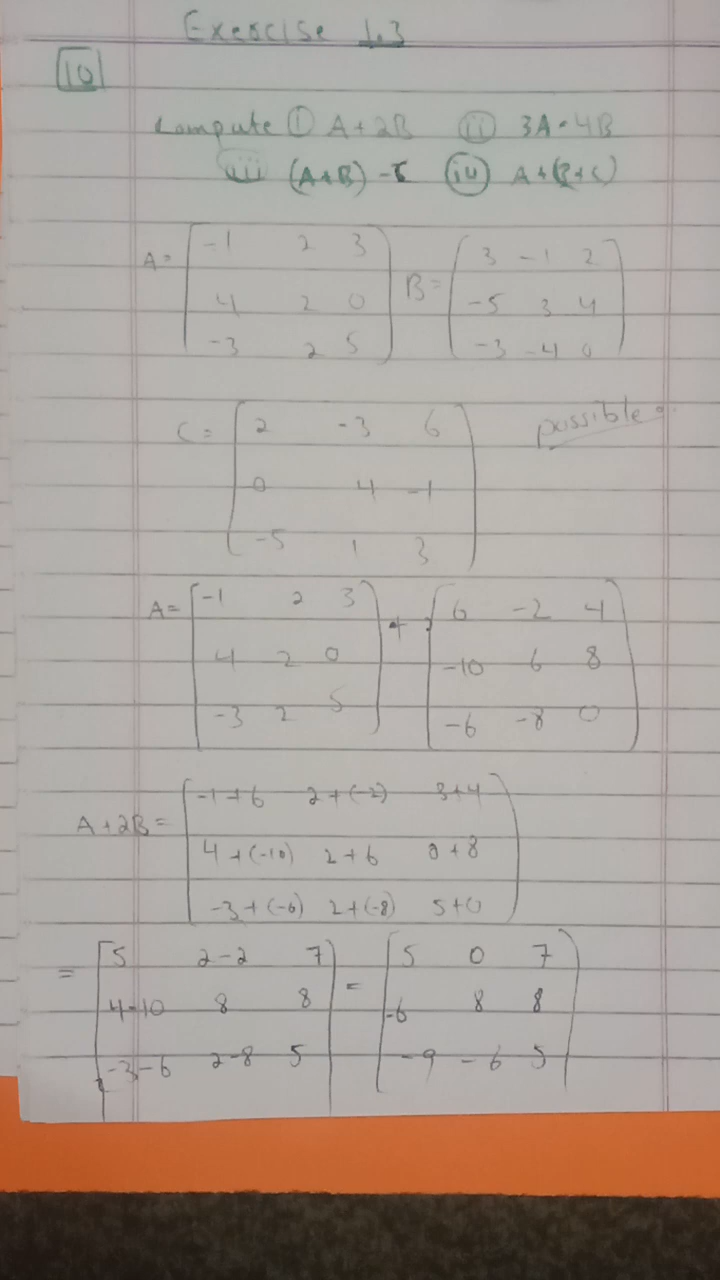 Exercise 1.3
10
Compute (i) A+2B (ii) 3A-4B
(iii) (A+B)-C (iv) A+(B+C)
A= [-1 2 3 B= [3 -1 2
4 2 0 -5 3 4
-3 2 5] -3 -4 0]
C= [2 -3 6 possible
0 4 -1
-5 1 3]
A= [-1 2 3 + [6 -2 4
4 2 0 -10 6 8
-3 2 5] -6 -8 0]
A+2B= [-1+6 2+(-2) 3+4
4+(-10) 2+6 0+8
-3+(-6) 2+(-8) 5+0]
= [5 2-2 7 = [5 0 7
4-10 8 8 -6 8 8
-3-6 2-8 5] -9 -6 5]